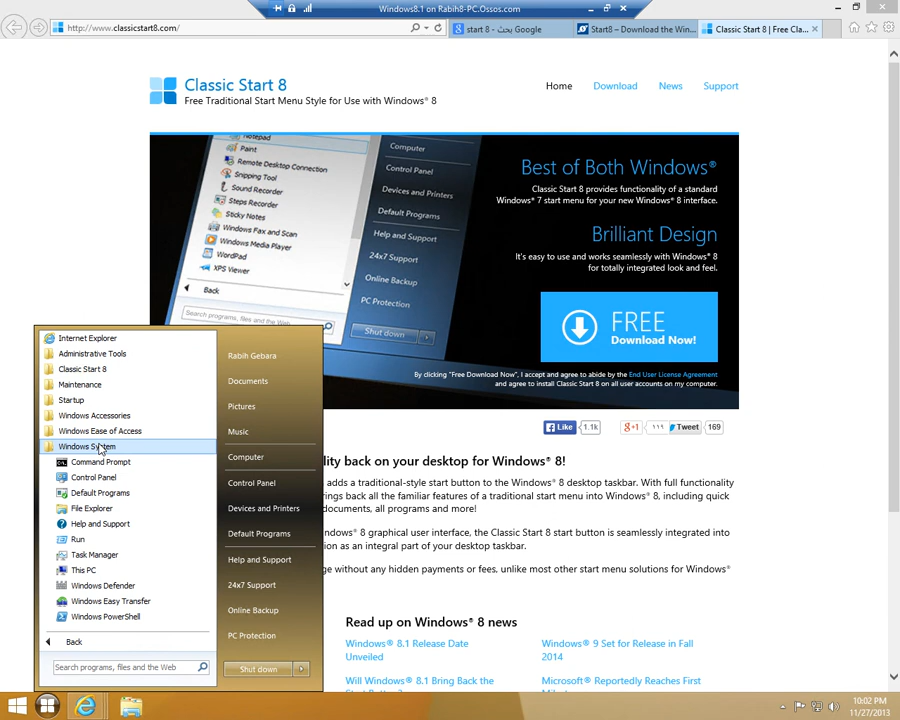 Windows8.1 on Rabih8-PC.Ossos.com
http://www.classicstart8.com/
start 8 - بحث Google
Start8 – Download the Win...
Classic Start 8 | Free Cla...
Classic Start 8
Free Traditional Start Menu Style for Use with Windows® 8
Home
Download
News
Support
Notepad
Paint
Remote Desktop Connection
Snipping Tool
Sound Recorder
Steps Recorder
Sticky Notes
Windows Fax and Scan
Windows Media Player
WordPad
XPS Viewer
Back
Search programs, files and the Web
Computer
Control Panel
Devices and Printers
Default Programs
Help and Support
24x7 Support
Online Backup
PC Protection
Shut down
Best of Both Windows®
Classic Start 8 provides functionality of a standard
Windows® 7 start menu for your new Windows® 8 interface.
Brilliant Design
It's easy to use and works seamlessly with Windows® 8
for totally integrated look and feel.
FREE
Download Now!
By clicking "Free Download Now", I accept and agree to abide by the End User License Agreement
and agree to install Classic Start 8 on all user accounts on my computer.
Like 1.1k
g+1 ١١٩
Tweet 169
lity back on your desktop for Windows® 8!
adds a traditional-style start button to the Windows® 8 desktop taskbar. With full functionality
rings back all the familiar features of a traditional start menu into Windows® 8, including quick
documents, all programs and more!
ndows® 8 graphical user interface, the Classic Start 8 start button is seamlessly integrated into
ion as an integral part of your desktop taskbar.
ge without any hidden payments or fees, unlike most other start menu solutions for Windows®
Read up on Windows® 8 news
Windows® 8.1 Release Date
Unveiled
Windows® 9 Set for Release in Fall
2014
Will Windows® 8.1 Bring Back the
Microsoft® Reportedly Reaches First
Internet Explorer
Administrative Tools
Classic Start 8
Maintenance
Startup
Windows Accessories
Windows Ease of Access
Windows System
Command Prompt
Control Panel
Default Programs
File Explorer
Help and Support
Run
Task Manager
This PC
Windows Defender
Windows Easy Transfer
Windows PowerShell
Back
Search programs, files and the Web
Rabih Gebara
Documents
Pictures
Music
Computer
Control Panel
Devices and Printers
Default Programs
Help and Support
24x7 Support
Online Backup
PC Protection
Shut down
10:02 PM
11/27/2013